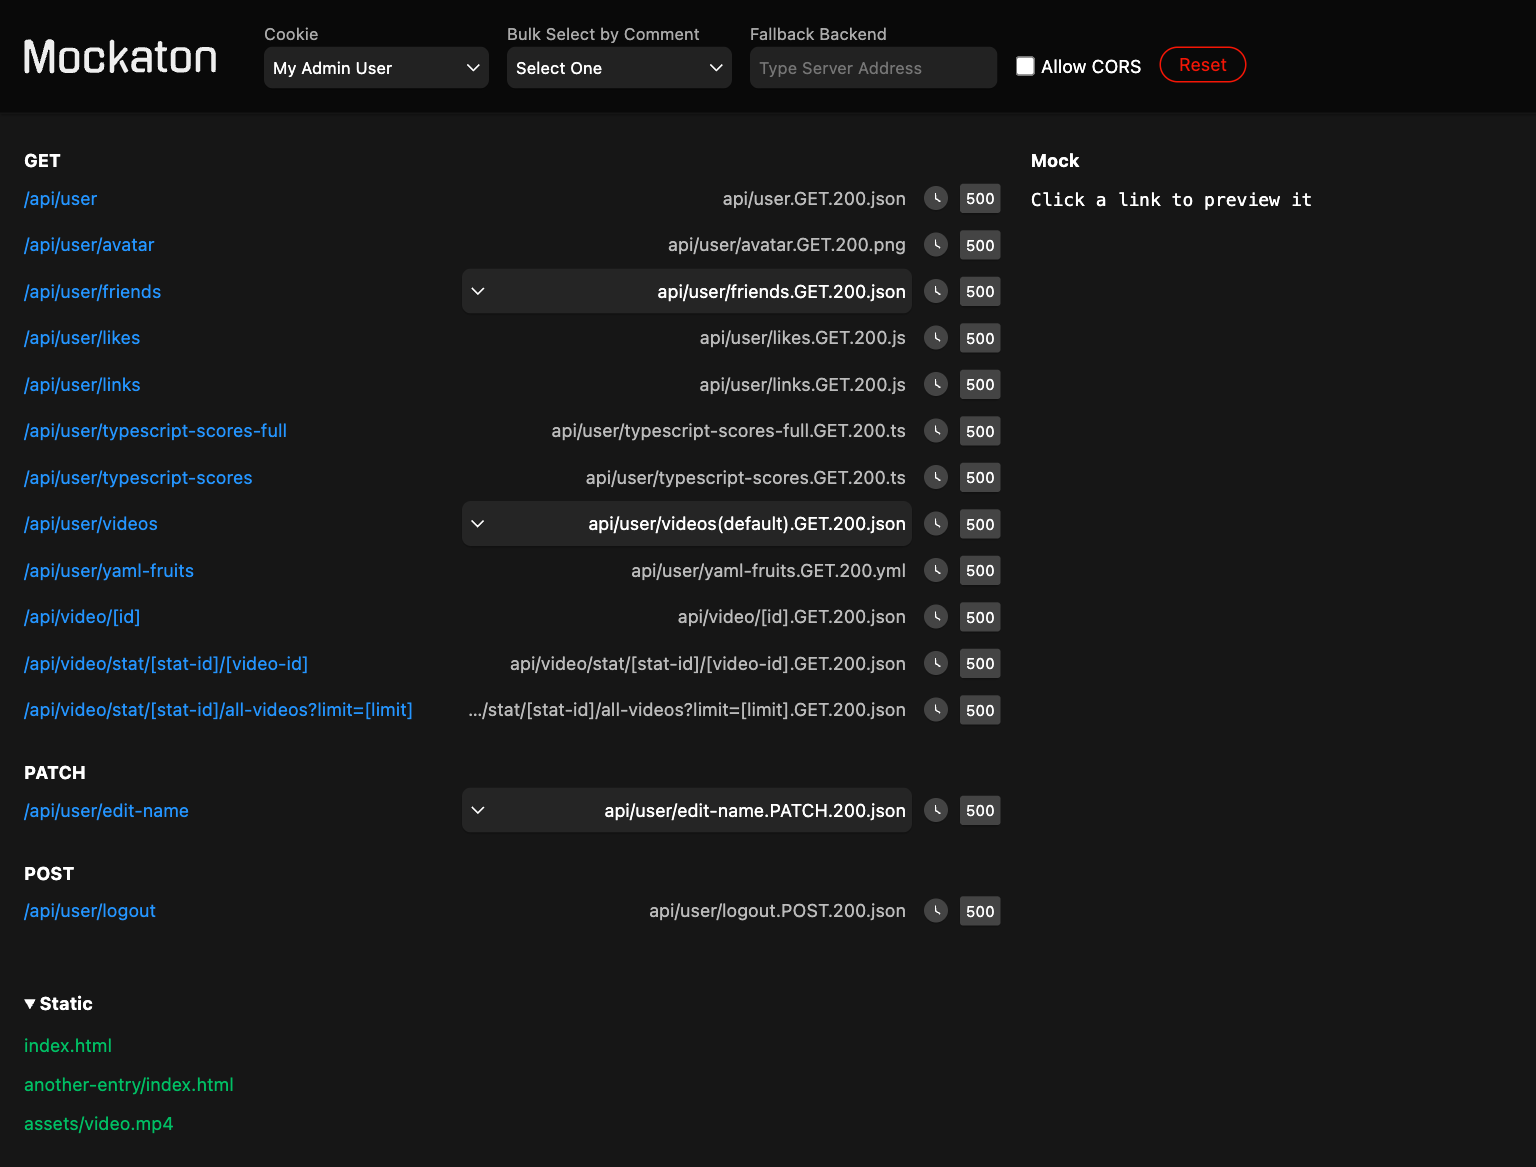 Mockaton
Cookie
My Admin User
Bulk Select by Comment
Select One
Fallback Backend
Type Server Address
Allow CORS
Reset
GET
/api/user api/user.GET.200.json 500
/api/user/avatar api/user/avatar.GET.200.png 500
/api/user/friends api/user/friends.GET.200.json 500
/api/user/likes api/user/likes.GET.200.js 500
/api/user/links api/user/links.GET.200.js 500
/api/user/typescript-scores-full api/user/typescript-scores-full.GET.200.ts 500
/api/user/typescript-scores api/user/typescript-scores.GET.200.ts 500
/api/user/videos api/user/videos(default).GET.200.json 500
/api/user/yaml-fruits api/user/yaml-fruits.GET.200.yml 500
/api/video/[id] api/video/[id].GET.200.json 500
/api/video/stat/[stat-id]/[video-id] api/video/stat/[stat-id]/[video-id].GET.200.json 500
/api/video/stat/[stat-id]/all-videos?limit=[limit] .../stat/[stat-id]/all-videos?limit=[limit].GET.200.json 500
PATCH
/api/user/edit-name api/user/edit-name.PATCH.200.json 500
POST
/api/user/logout api/user/logout.POST.200.json 500
Static
index.html
another-entry/index.html
assets/video.mp4
Mock
Click a link to preview it